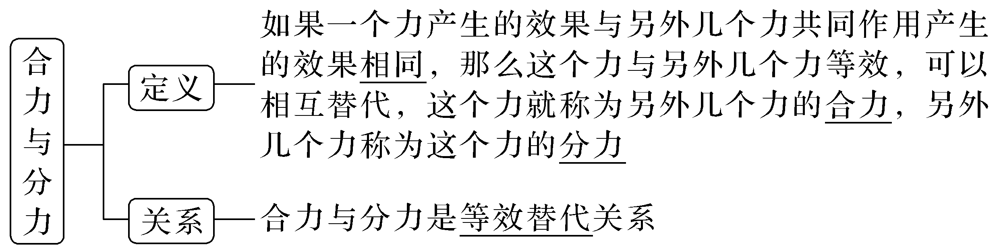 合力与分力
定义
如果一个力产生的效果与另外几个力共同作用产生
的效果相同，那么这个力与另外几个力等效，可以
相互替代，这个力就称为另外几个力的合力，另外
几个力称为这个力的分力
关系
合力与分力是等效替代关系